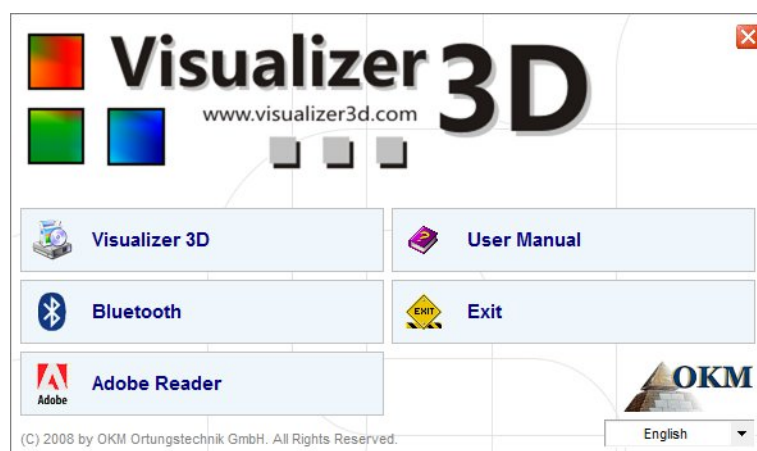 Visualizer 3D
www.visualizer3d.com
Visualizer 3D
User Manual
Bluetooth
EXIT
Exit
Adobe
Adobe Reader
OKM
(C) 2008 by OKM Ortungstechnik GmbH. All Rights Reserved.
English